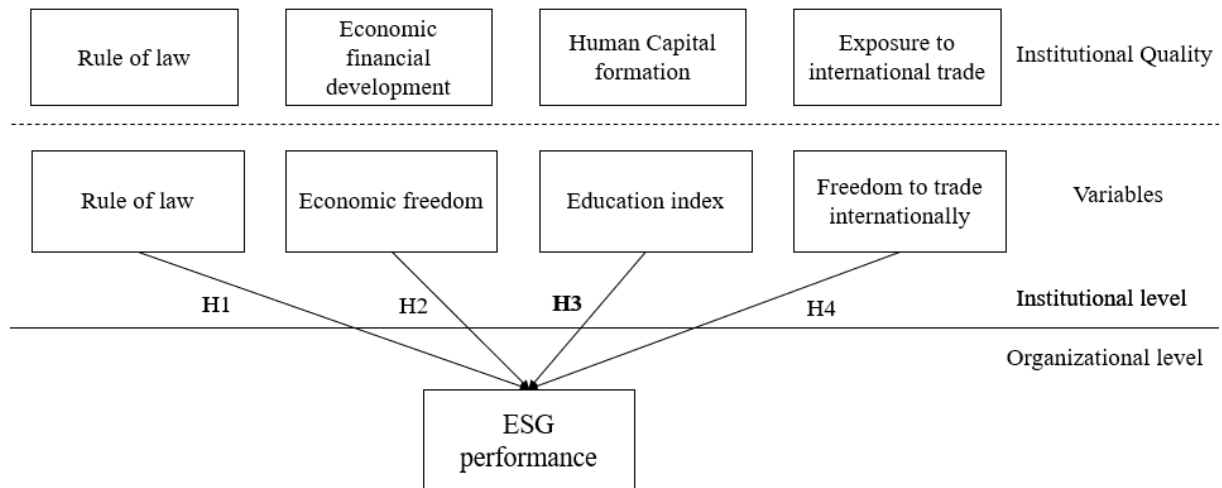 Rule of law
Economic
financial
development
Human Capital
formation
Exposure to
international trade
Institutional Quality
Rule of law
Economic freedom
Education index
Freedom to trade
internationally
Variables
H1
H2
H3
H4
Institutional level
Organizational level
ESG
performance